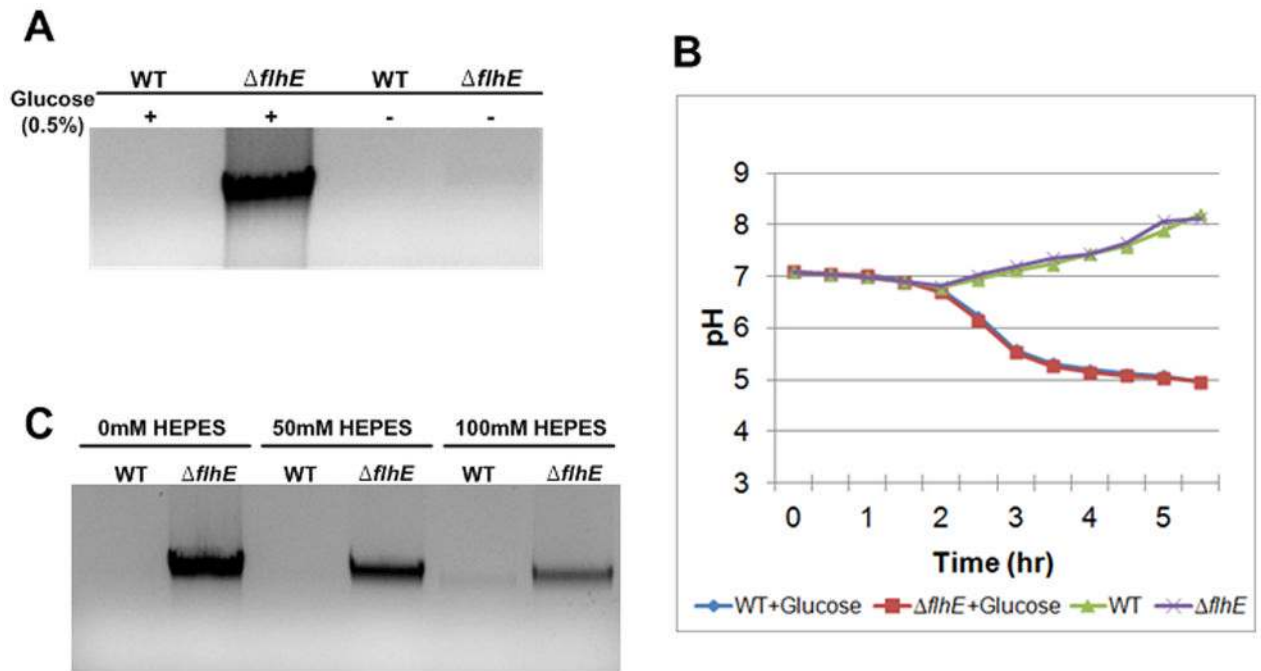 A
WT ΔflhE WT ΔflhE
Glucose
(0.5%)
+ + - -
B
9
8
7
6
5
4
3
pH
0 1 2 3 4 5
Time (hr)
WT+Glucose ΔflhE+Glucose WT ΔflhE
C
0mM HEPES 50mM HEPES 100mM HEPES
WT ΔflhE WT ΔflhE WT ΔflhE